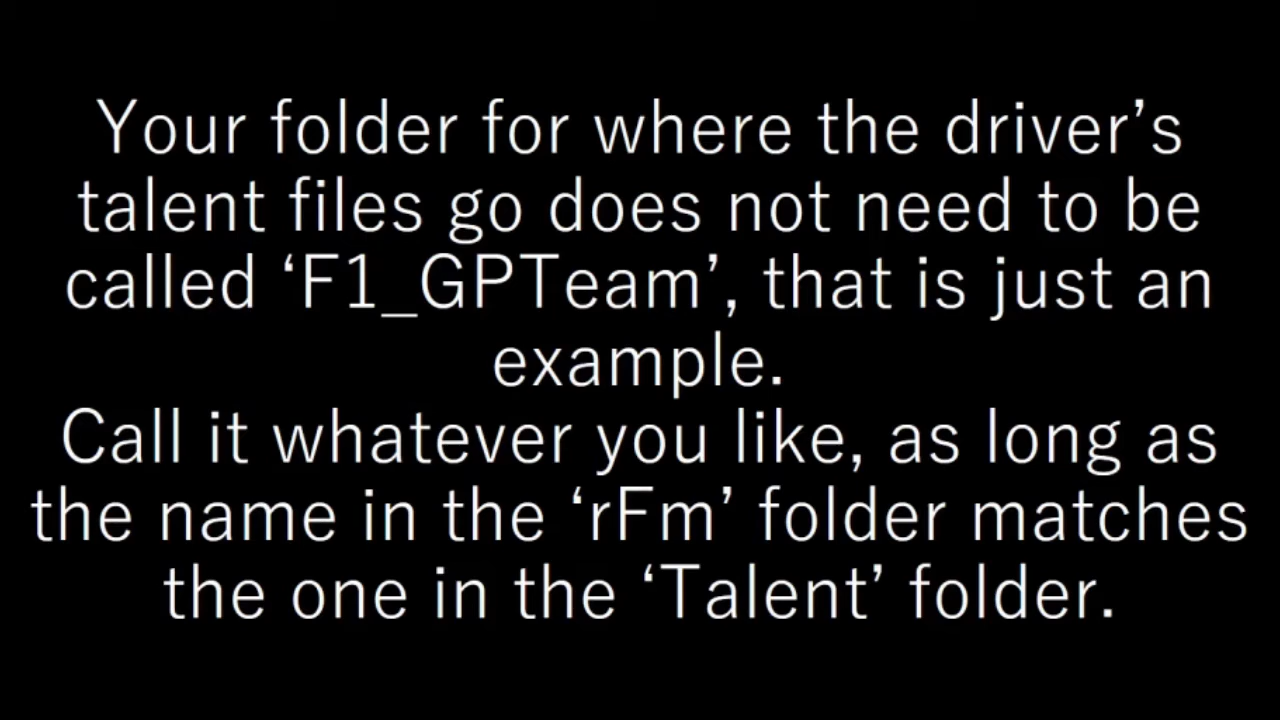 Your folder for where the driver’s
talent files go does not need to be
called ‘F1_GPTeam’, that is just an
example.
Call it whatever you like, as long as
the name in the ‘rFm’ folder matches
the one in the ‘Talent’ folder.